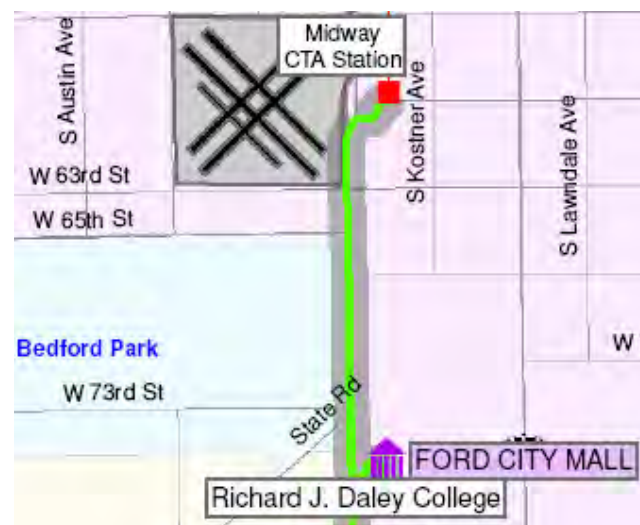 Midway
CTA Station
S Austin Ave
S Kostner Ave
S Lawndale Ave
W 63rd St
W 65th St
Bedford Park
W
W 73rd St
State Rd
FORD CITY MALL
Richard J. Daley College